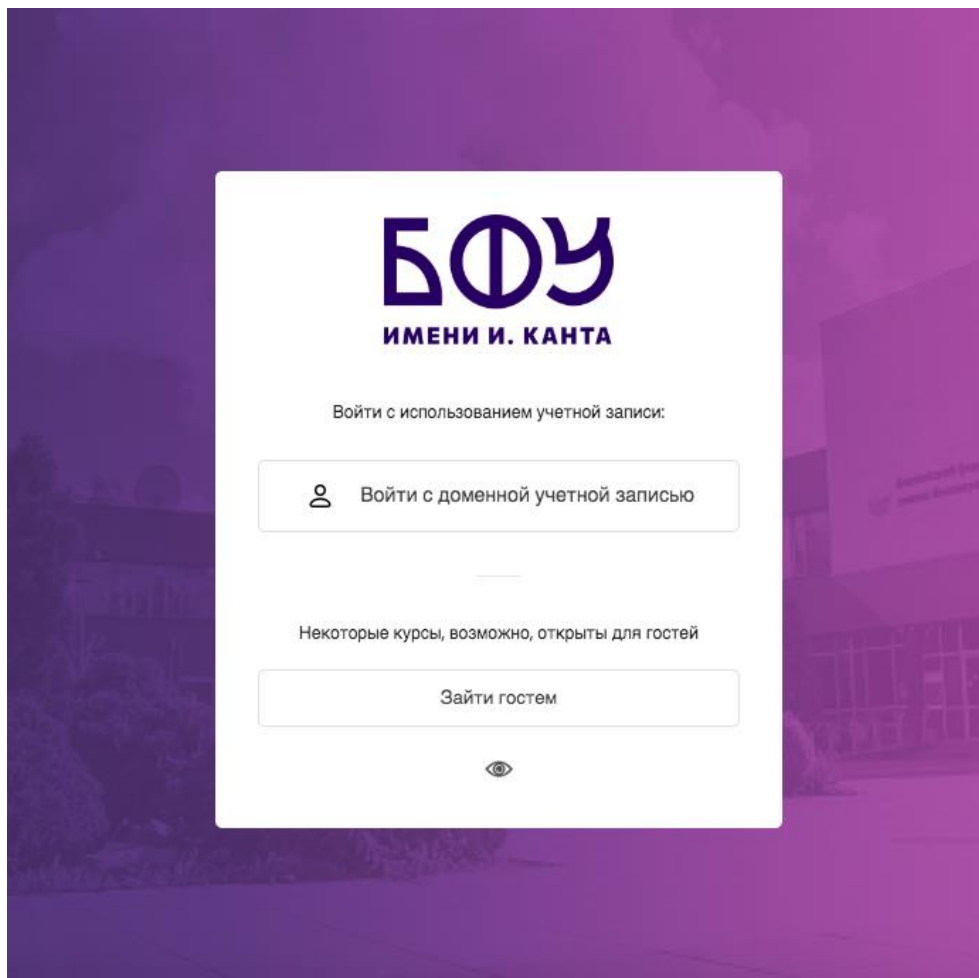 БФУ
ИМЕНИ И. КАНТА
Войти с использованием учетной записи:
Войти с доменной учетной записью
Некоторые курсы, возможно, открыты для гостей
Зайти гостем